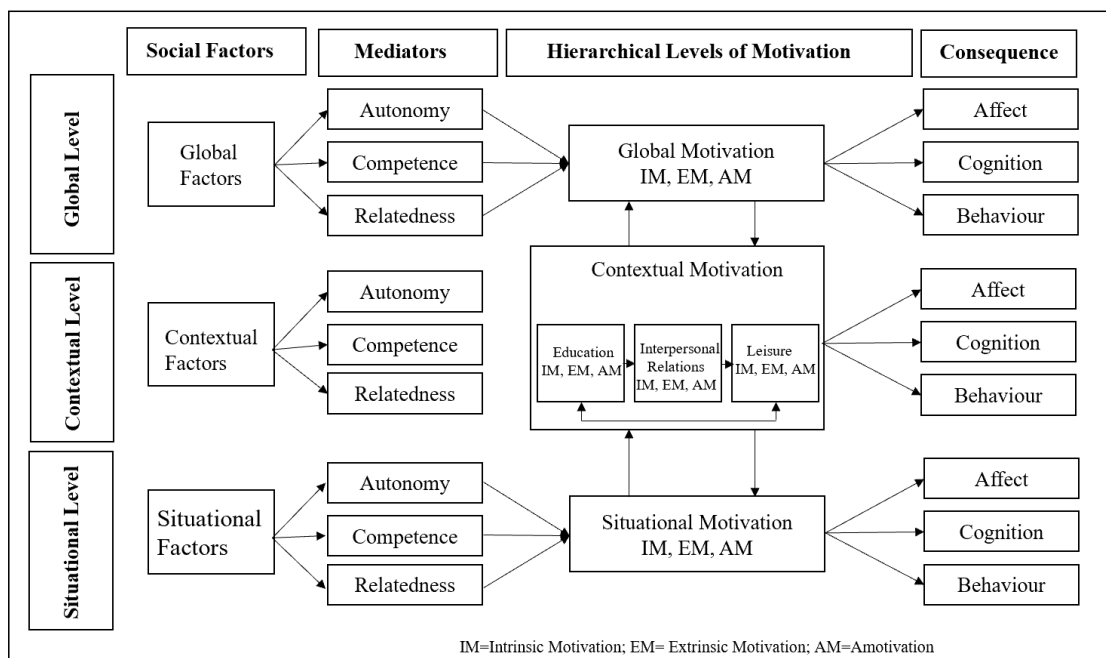 Social Factors
Mediators
Hierarchical Levels of Motivation
Consequence
Global Level
Global
Factors
Autonomy
Competence
Relatedness
Global Motivation
IM, EM, AM
Affect
Cognition
Behaviour
Contextual Level
Contextual
Factors
Autonomy
Competence
Relatedness
Contextual Motivation
Education
IM, EM, AM
Interpersonal
Relations
IM, EM, AM
Leisure
IM, EM, AM
Affect
Cognition
Behaviour
Situational Level
Situational
Factors
Autonomy
Competence
Relatedness
Situational Motivation
IM, EM, AM
Affect
Cognition
Behaviour
IM=Intrinsic Motivation; EM= Extrinsic Motivation; AM=Amotivation